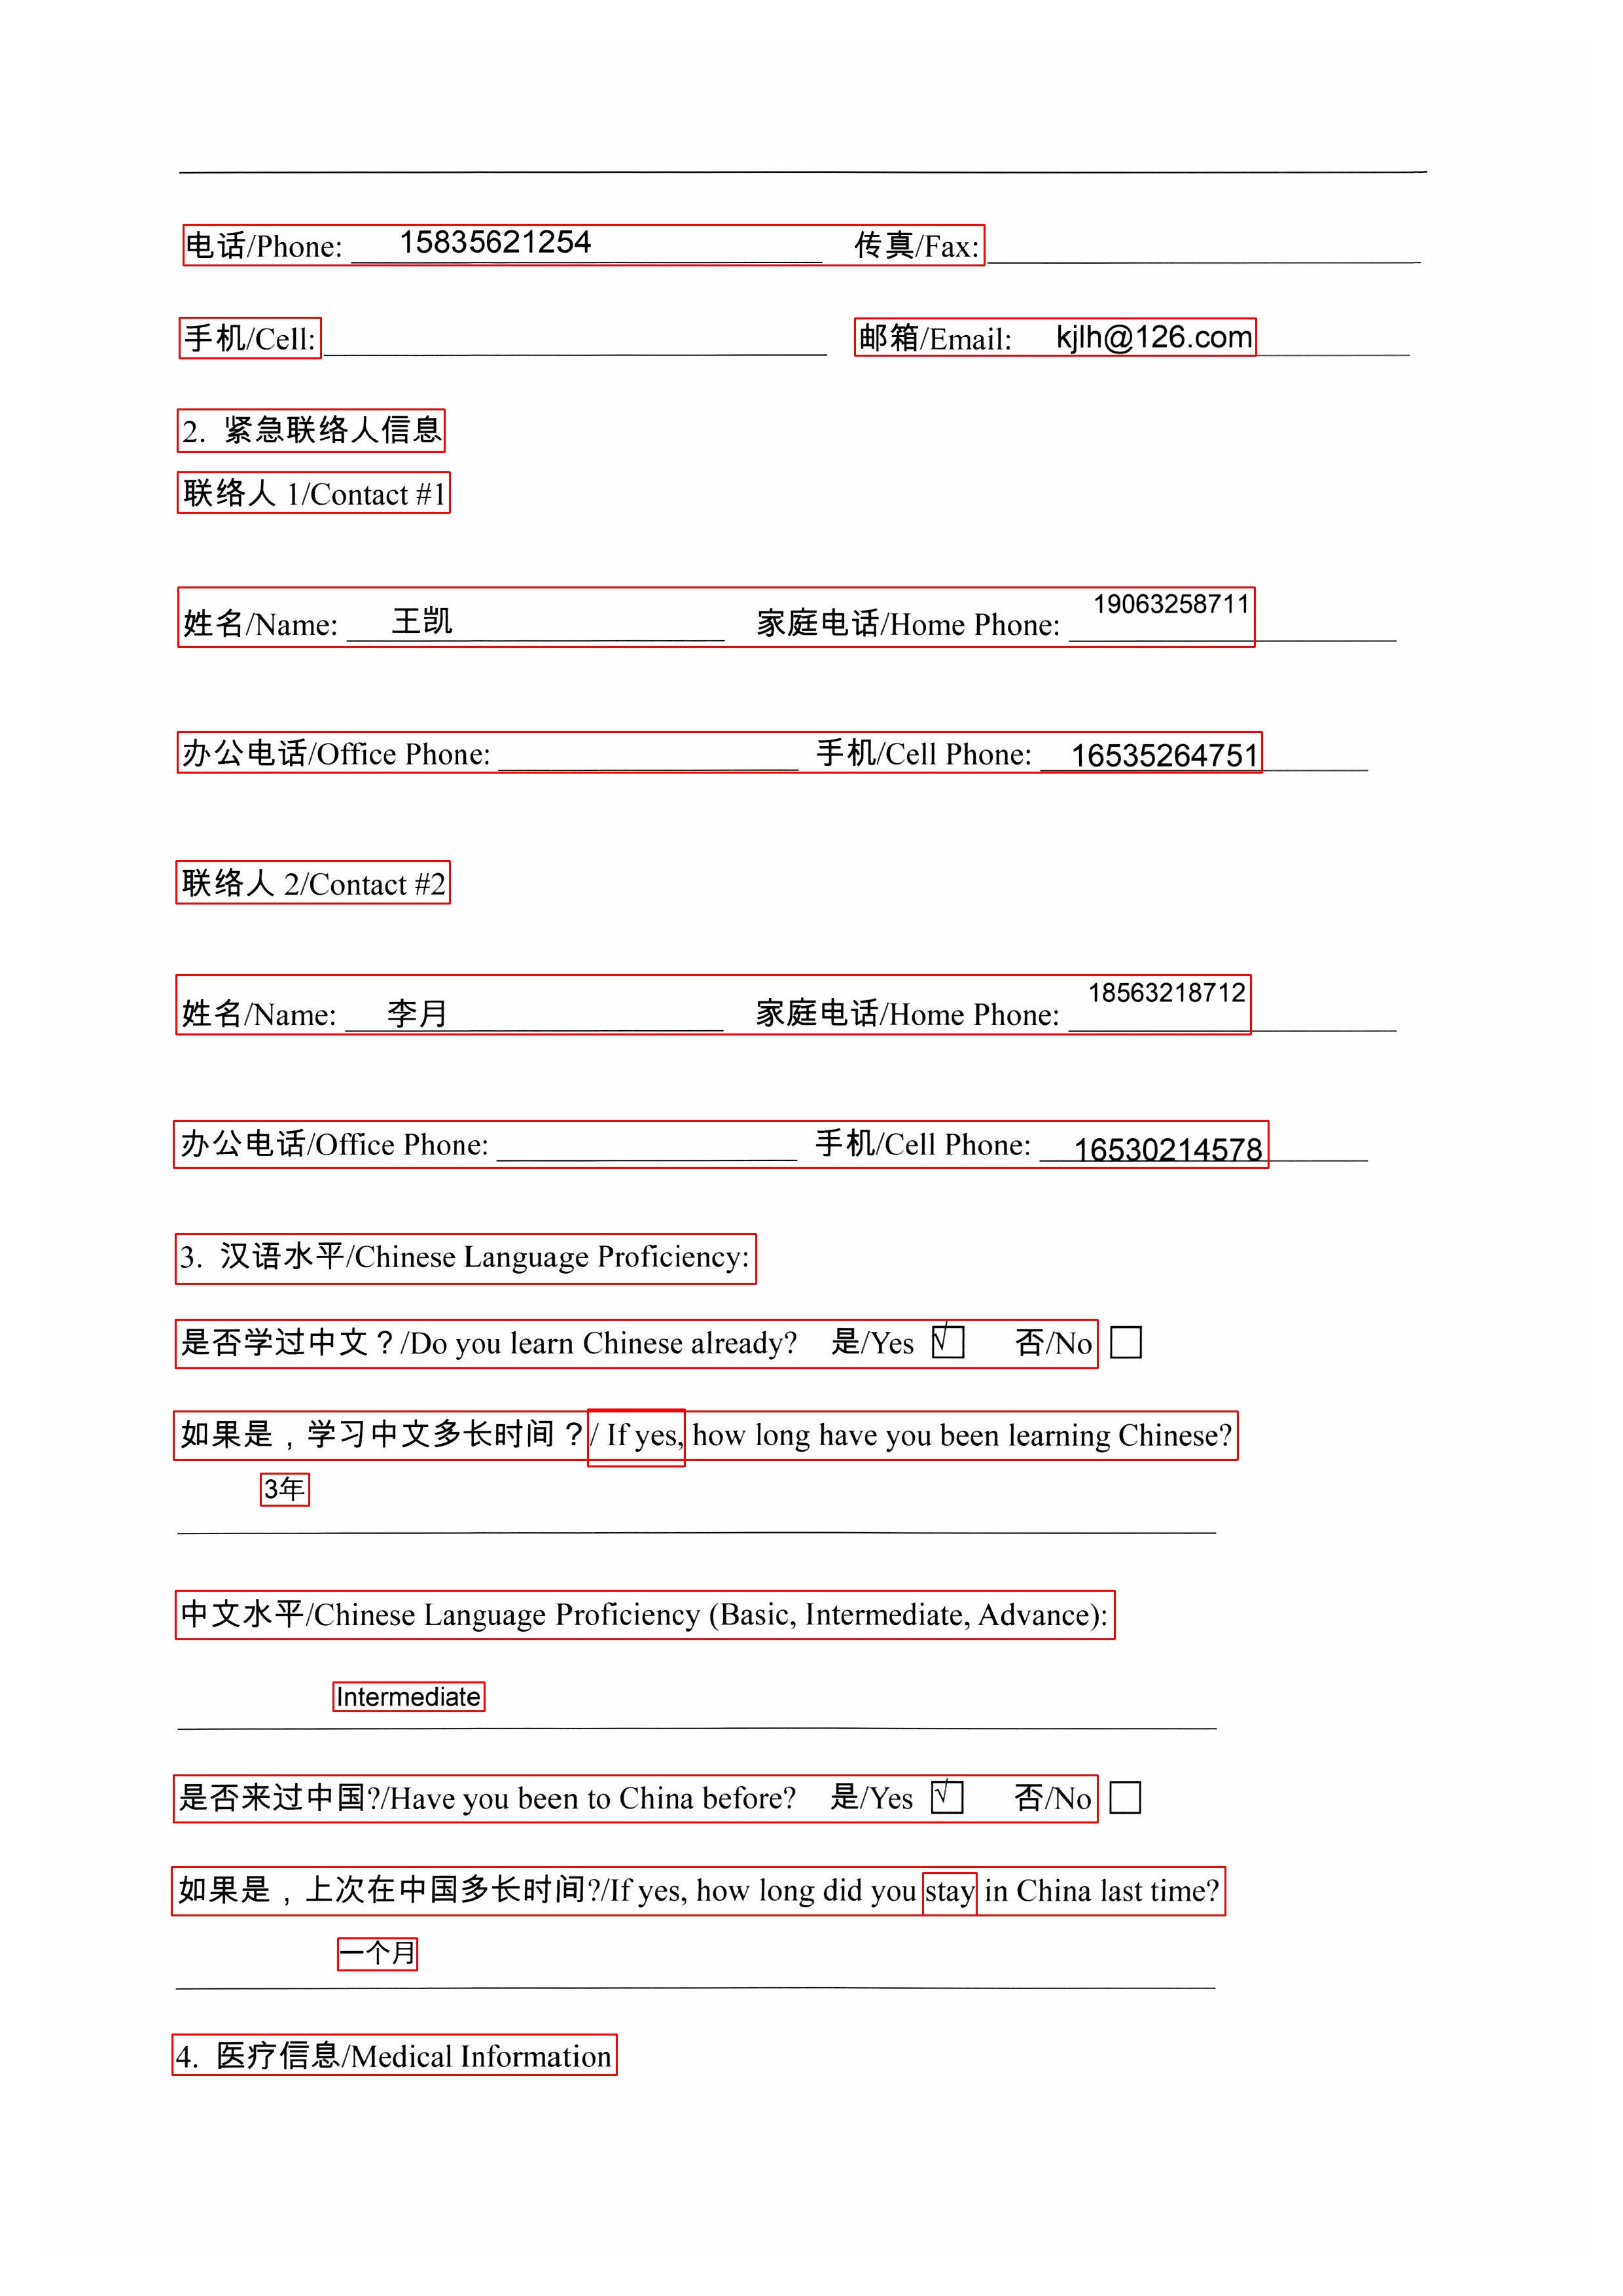 电话/Phone: 15835621254 传真/Fax:
手机/Cell: 邮箱/Email: kjlh@126.com
2. 紧急联络人信息
联络人 1/Contact #1
姓名/Name: 王凯 家庭电话/Home Phone: 19063258711
办公电话/Office Phone: 手机/Cell Phone: 16535264751
联络人 2/Contact #2
姓名/Name: 李月 家庭电话/Home Phone: 18563218712
办公电话/Office Phone: 手机/Cell Phone: 16530214578
3. 汉语水平/Chinese Language Proficiency:
是否学过中文？/Do you learn Chinese already? 是/Yes ☑ 否/No ☐
如果是，学习中文多长时间？/ If yes, how long have you been learning Chinese?
3年
中文水平/Chinese Language Proficiency (Basic, Intermediate, Advance):
Intermediate
是否来过中国?/Have you been to China before? 是/Yes ☑ 否/No ☐
如果是，上次在中国多长时间?/If yes, how long did you stay in China last time?
一个月
4. 医疗信息/Medical Information